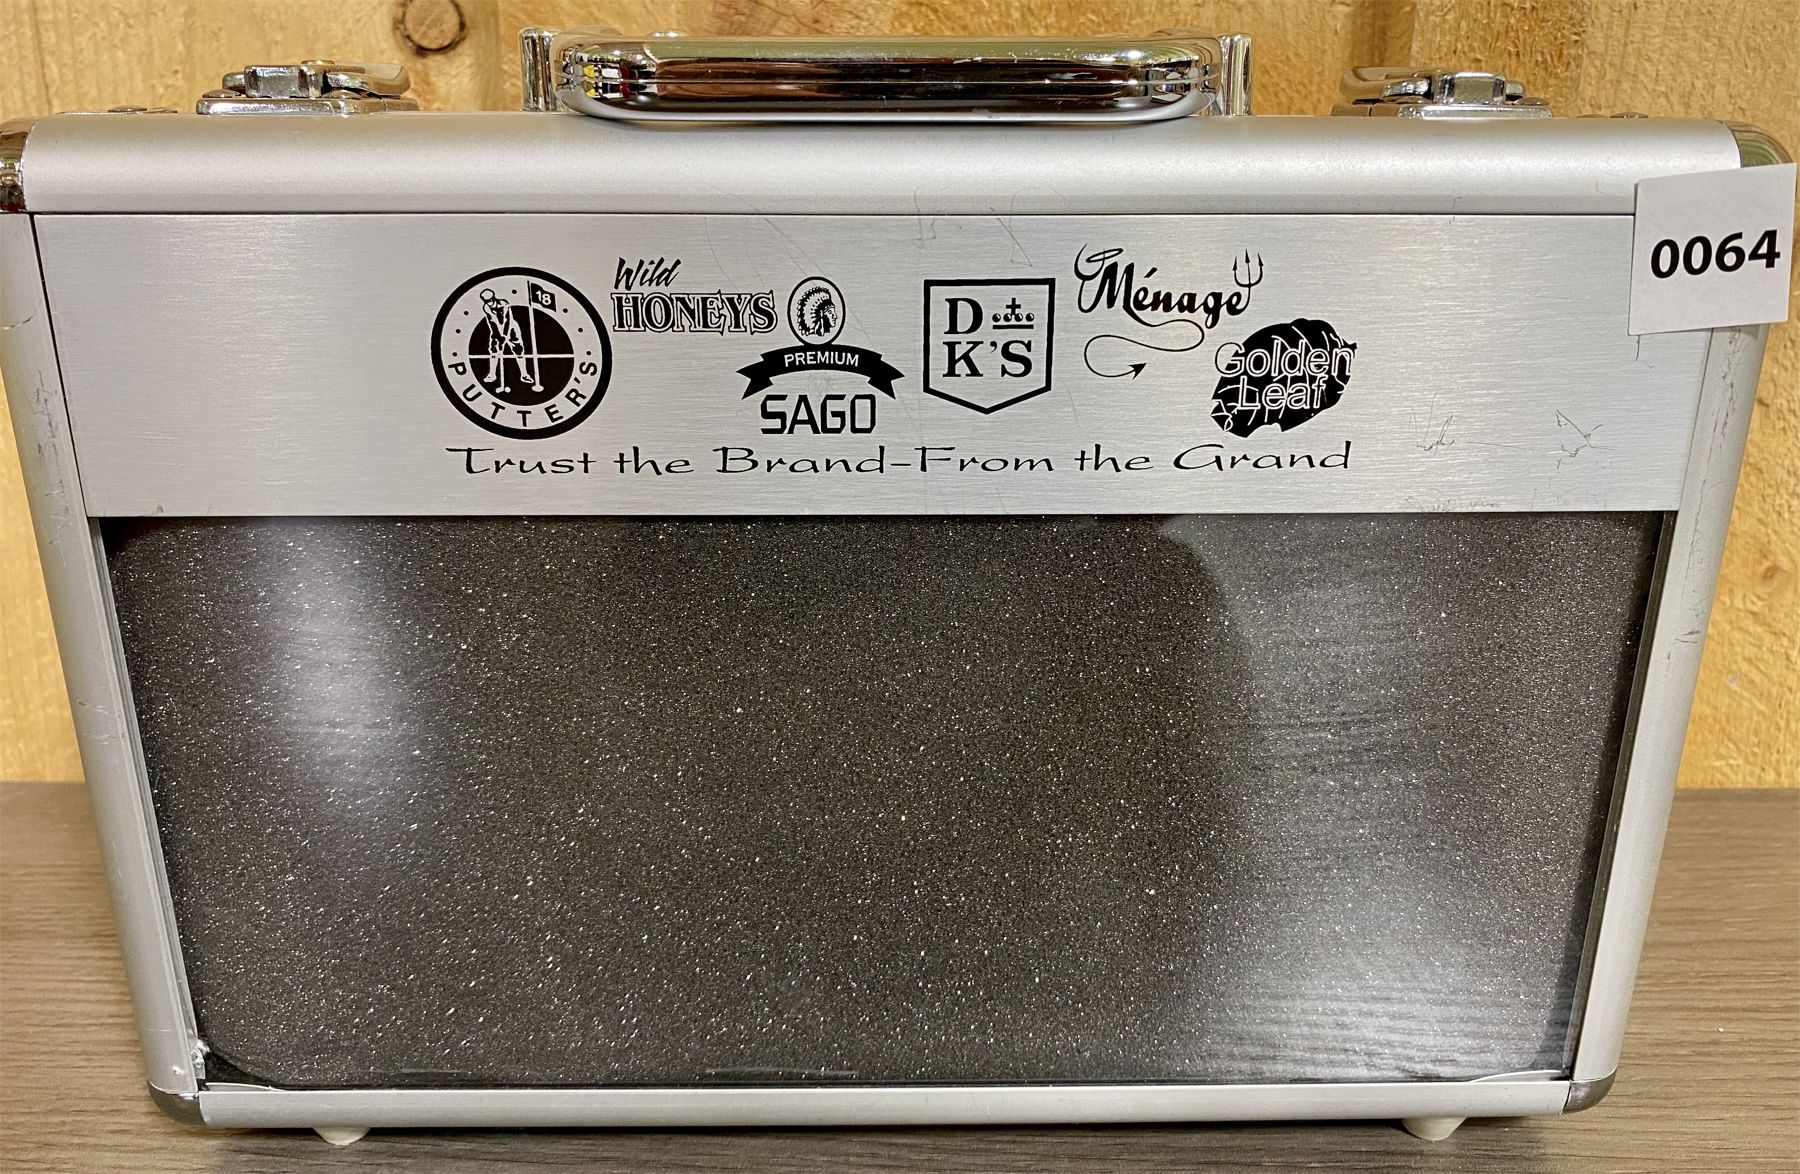 0064
18
PUTTER'S
Wild
HONEYS
PREMIUM
SAGO
D
K'S
Ménage
Golden
Leaf
Trust the Brand-From the Grand